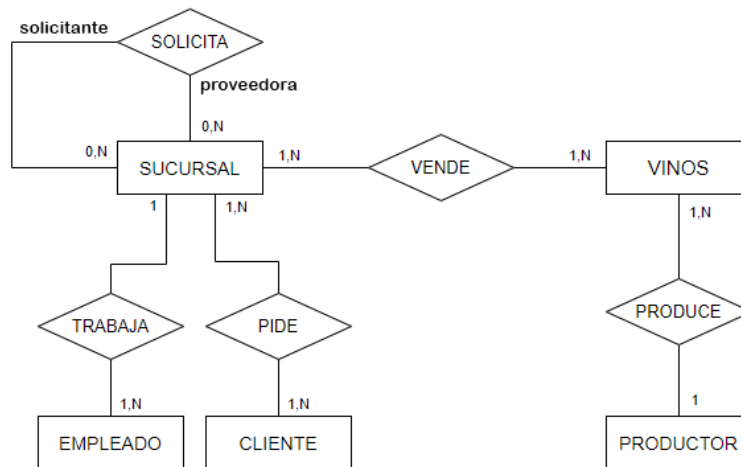 solicitante
SOLICITA
proveedora
0,N
0,N
SUCURSAL
1,N
VENDE
1,N
VINOS
1
1,N
1,N
TRABAJA
PIDE
PRODUCE
1,N
1,N
1
EMPLEADO
CLIENTE
PRODUCTOR